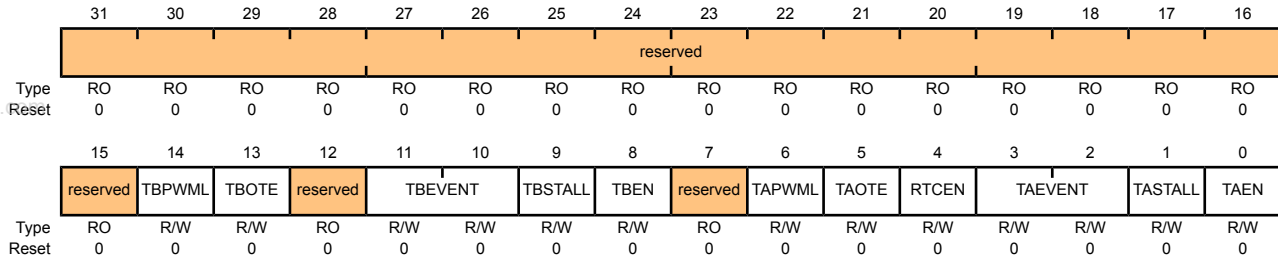 31 30 29 28 27 26 25 24 23 22 21 20 19 18 17 16
reserved
Type RO RO RO RO RO RO RO RO RO RO RO RO RO RO RO RO
Reset 0 0 0 0 0 0 0 0 0 0 0 0 0 0 0 0
15 14 13 12 11 10 9 8 7 6 5 4 3 2 1 0
reserved TBPWML TBOTE reserved TBEVENT TBSTALL TBEN reserved TAPWML TAOTE RTCEN TAEVENT TASTALL TAEN
Type RO R/W R/W RO R/W R/W R/W R/W RO R/W R/W R/W R/W R/W R/W R/W
Reset 0 0 0 0 0 0 0 0 0 0 0 0 0 0 0 0